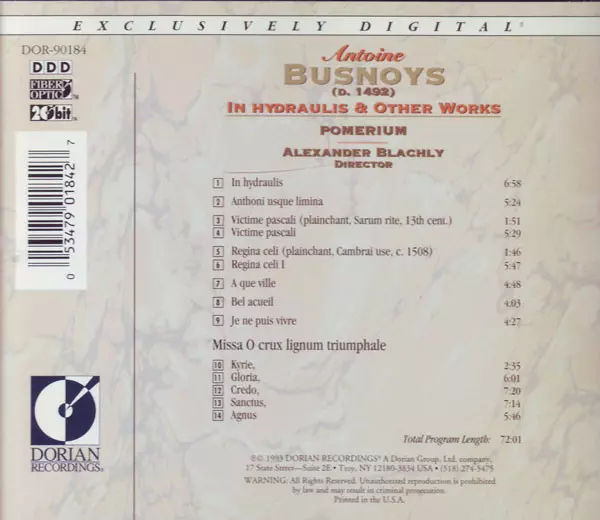 EXCLUSIVELY DIGITAL®
DOR-90184
DDD
FIBER OPTIC™
20bit™
0 53479 01842 7
Antoine
BUSNOYS
(D. 1492)
IN HYDRAULIS & OTHER WORKS
POMERIUM
ALEXANDER BLACHLY
DIRECTOR
1 In hydraulis 6:58
2 Anthoni usque limina 5:24
3 Victime pascali (plainchant, Sarum rite, 13th cent.) 1:51
4 Victime pascali 5:29
5 Regina celi (plainchant, Cambrai use, c. 1508) 1:46
6 Regina celi I 5:47
7 A que ville 4:48
8 Bel acueil 4:03
9 Je ne puis vivre 4:27
Missa O crux lignum triumphale
10 Kyrie, 2:35
11 Gloria, 6:01
12 Credo, 7:20
13 Sanctus, 7:14
14 Agnus 5:46
Total Program Length: 72:01
DORIAN
RECORDINGS®
℗© 1993 DORIAN RECORDINGS® A Dorian Group, Ltd. company,
17 State Street—Suite 2E • Troy, NY 12180-3834 USA • (518) 274-5475
WARNING: All Rights Reserved. Unauthorized reproduction is prohibited
by law and may result in criminal prosecution.
Printed in the U.S.A.